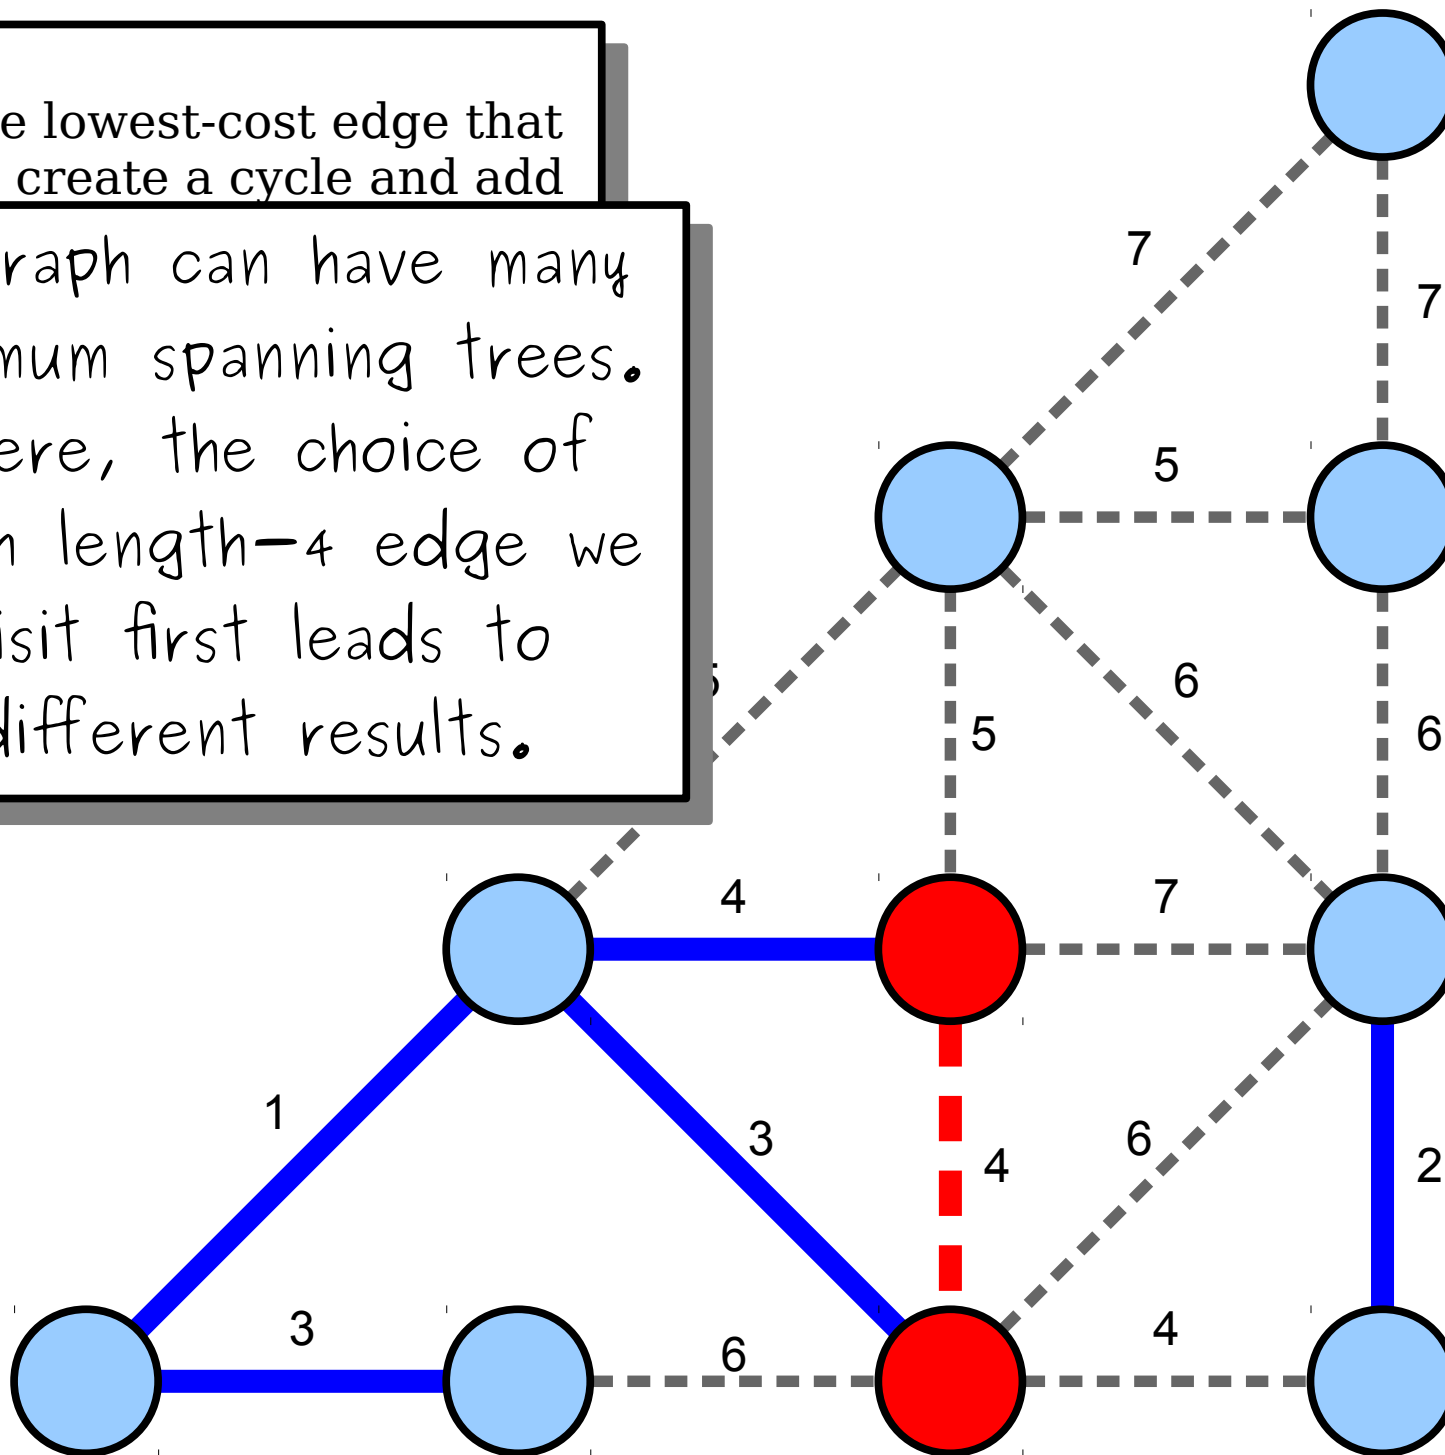 e lowest-cost edge that
create a cycle and add
raph can have many
mum spanning trees.
ere, the choice of
length-4 edge we
isit first leads to
different results.
7
7
5
5
6
6
4
7
1
3
4
6
2
3
6
4